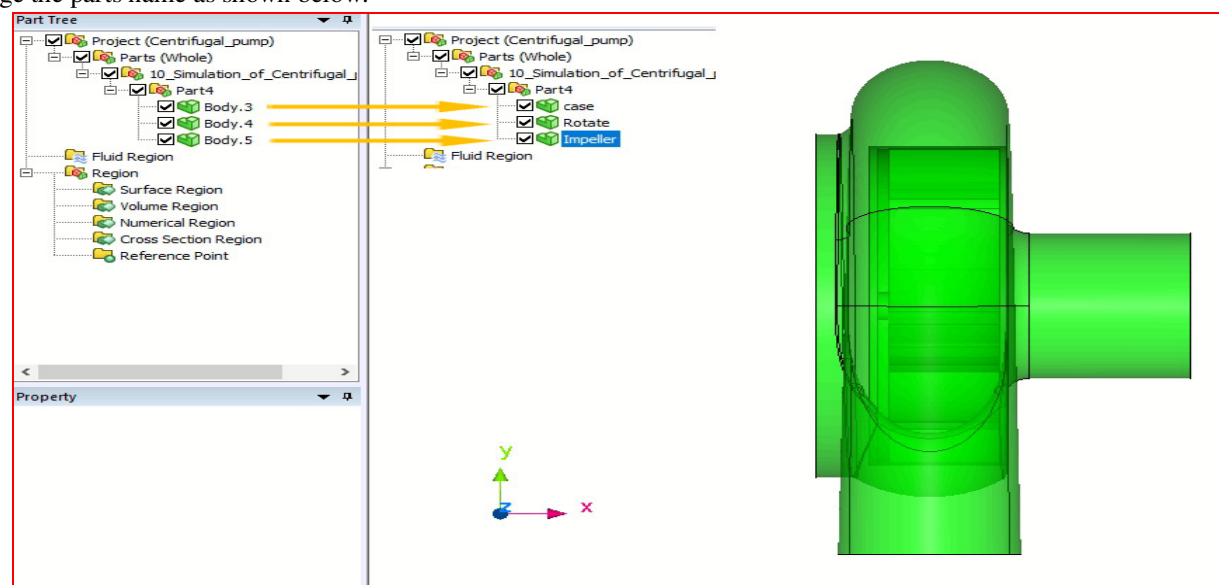 ge the parts name as shown below.
Part Tree
Project (Centrifugal_pump)
Parts (Whole)
10_Simulation_of_Centrifugal_
Part4
Body.3
Body.4
Body.5
Fluid Region
Region
Surface Region
Volume Region
Numerical Region
Cross Section Region
Reference Point
Property
Project (Centrifugal_pump)
Parts (Whole)
10_Simulation_of_Centrifugal_
Part4
case
Rotate
Impeller
Fluid Region
y
z
x